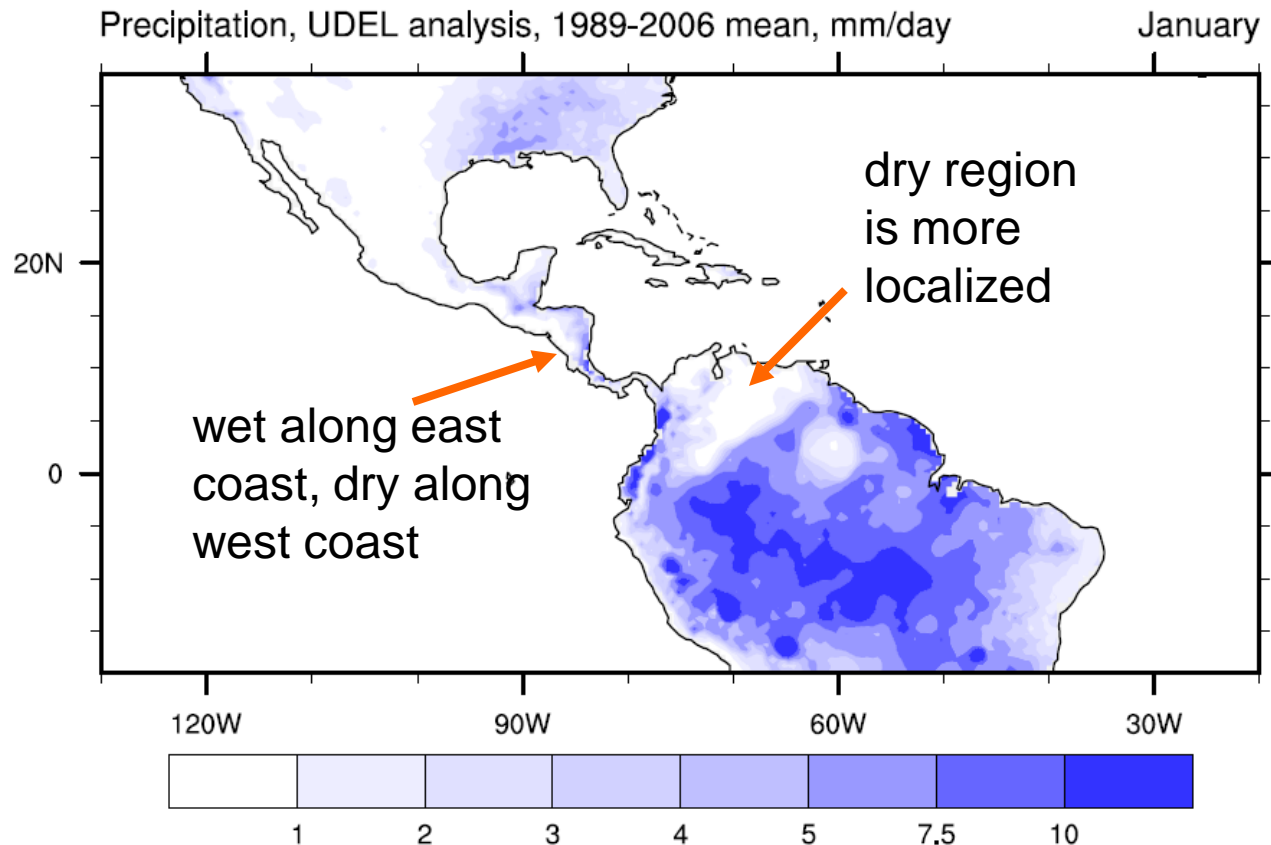 Precipitation, UDEL analysis, 1989-2006 mean, mm/day January
dry region
is more
localized
20N
wet along east
coast, dry along
west coast
0
120W 90W 60W 30W
1 2 3 4 5 7.5 10